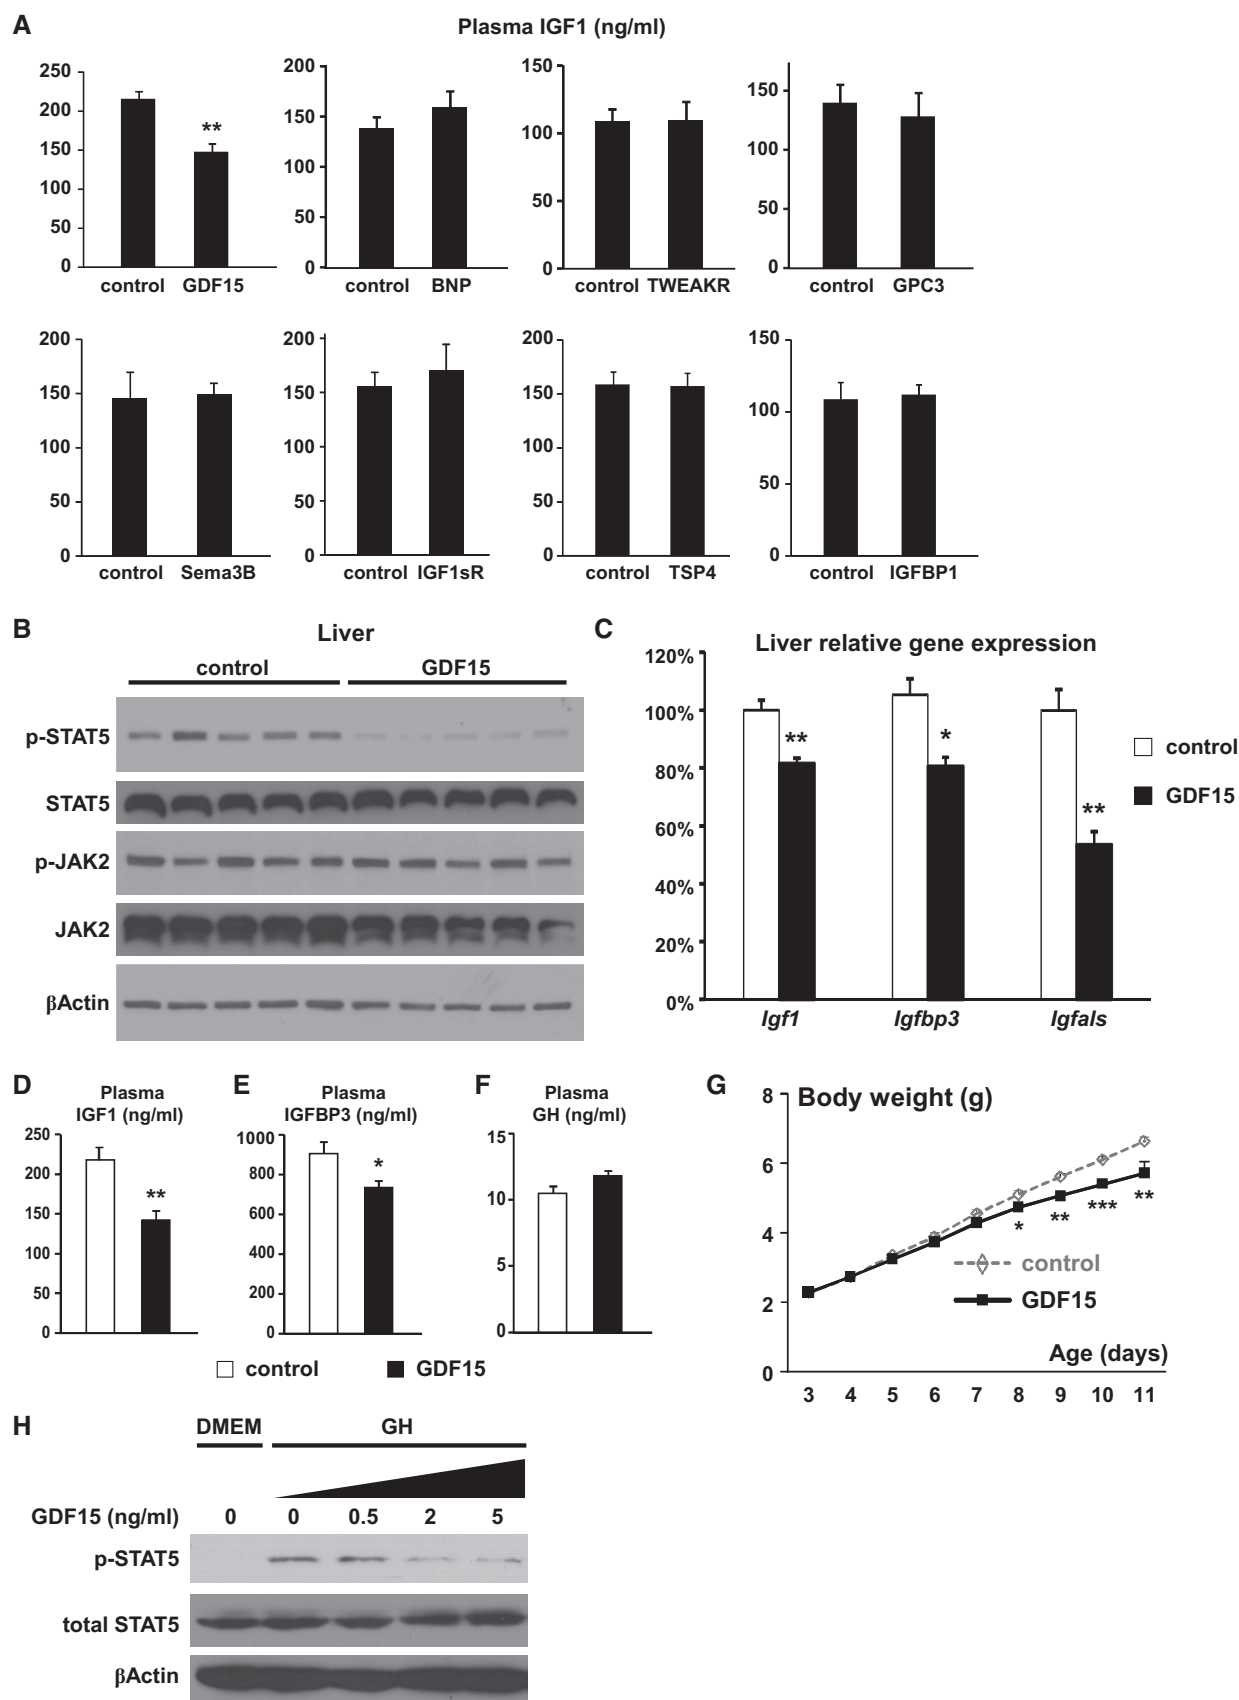 A
Plasma IGF1 (ng/ml)
250
200
150
100
50
0
**
control GDF15
200
150
100
50
0
control BNP
150
100
50
0
control TWEAKR
150
100
50
0
control GPC3
200
150
100
50
0
control Sema3B
200
150
100
50
0
control IGF1sR
200
150
100
50
0
control TSP4
150
100
50
0
control IGFBP1
B
Liver
control GDF15
p-STAT5
STAT5
p-JAK2
JAK2
βActin
C
Liver relative gene expression
120%
100%
80%
60%
40%
20%
0%
**
*
**
Igf1 Igfbp3 Igfals
control
GDF15
D
Plasma
IGF1 (ng/ml)
250
200
150
100
50
0
**
E
Plasma
IGFBP3 (ng/ml)
1000
800
600
400
200
0
*
F
Plasma
GH (ng/ml)
15
10
5
0
control GDF15
G
Body weight (g)
8
6
4
2
0
* ** *** **
control
GDF15
Age (days)
3 4 5 6 7 8 9 10 11
H
DMEM GH
GDF15 (ng/ml) 0 0 0.5 2 5
p-STAT5
total STAT5
βActin